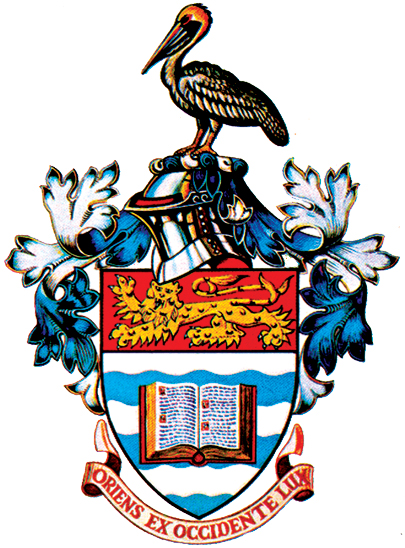 ORIENS EX OCCIDENTE LUX